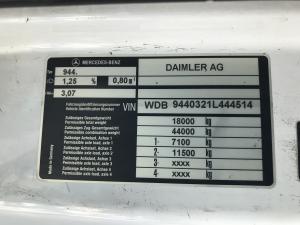 MERCEDES-BENZ
DAIMLER AG
944.
1,25 % 0,80
3,07
Fahrzeugidentifizierungsnummer
Vehicle Identification Number
VIN WDB 9440321L444514
Zulässiges Gesamtgewicht
Permissible total weight
18000 kg
Zulässiges Zug-Gesamtgewicht
Permissible combination weight
44000 kg
Zulässige Achslast, Achse 1
Permissible axle load, axle 1
1- 7100 kg
Zulässige Achslast, Achse 2
Permissible axle load, axle 2
2- 11500 kg
Zulässige Achslast, Achse 3
Permissible axle load, axle 3
3- xxxx kg
Zulässige Achslast, Achse 4
Permissible axle load, axle 4
4- xxxx kg
Made in Germany